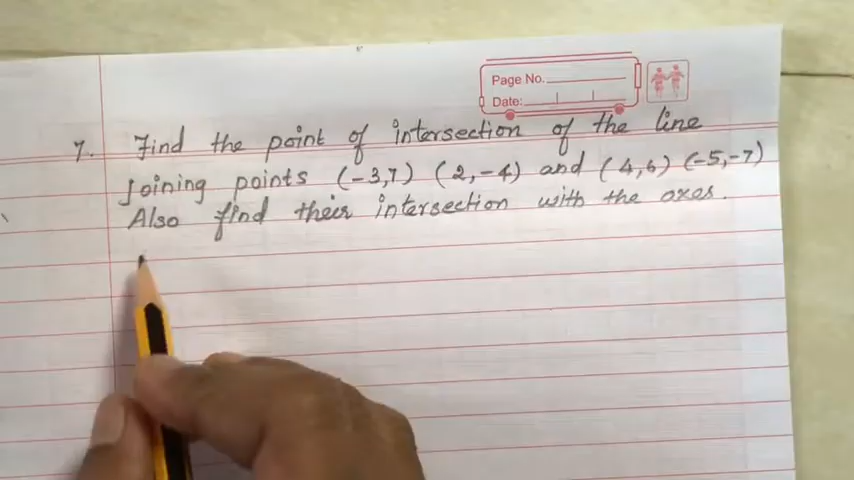 Page No.
Date:
7. Find the point of intersection of the line
Joining points (-3,7) (2,-4) and (4,6) (-5,-7)
Also find their intersection with the axes.